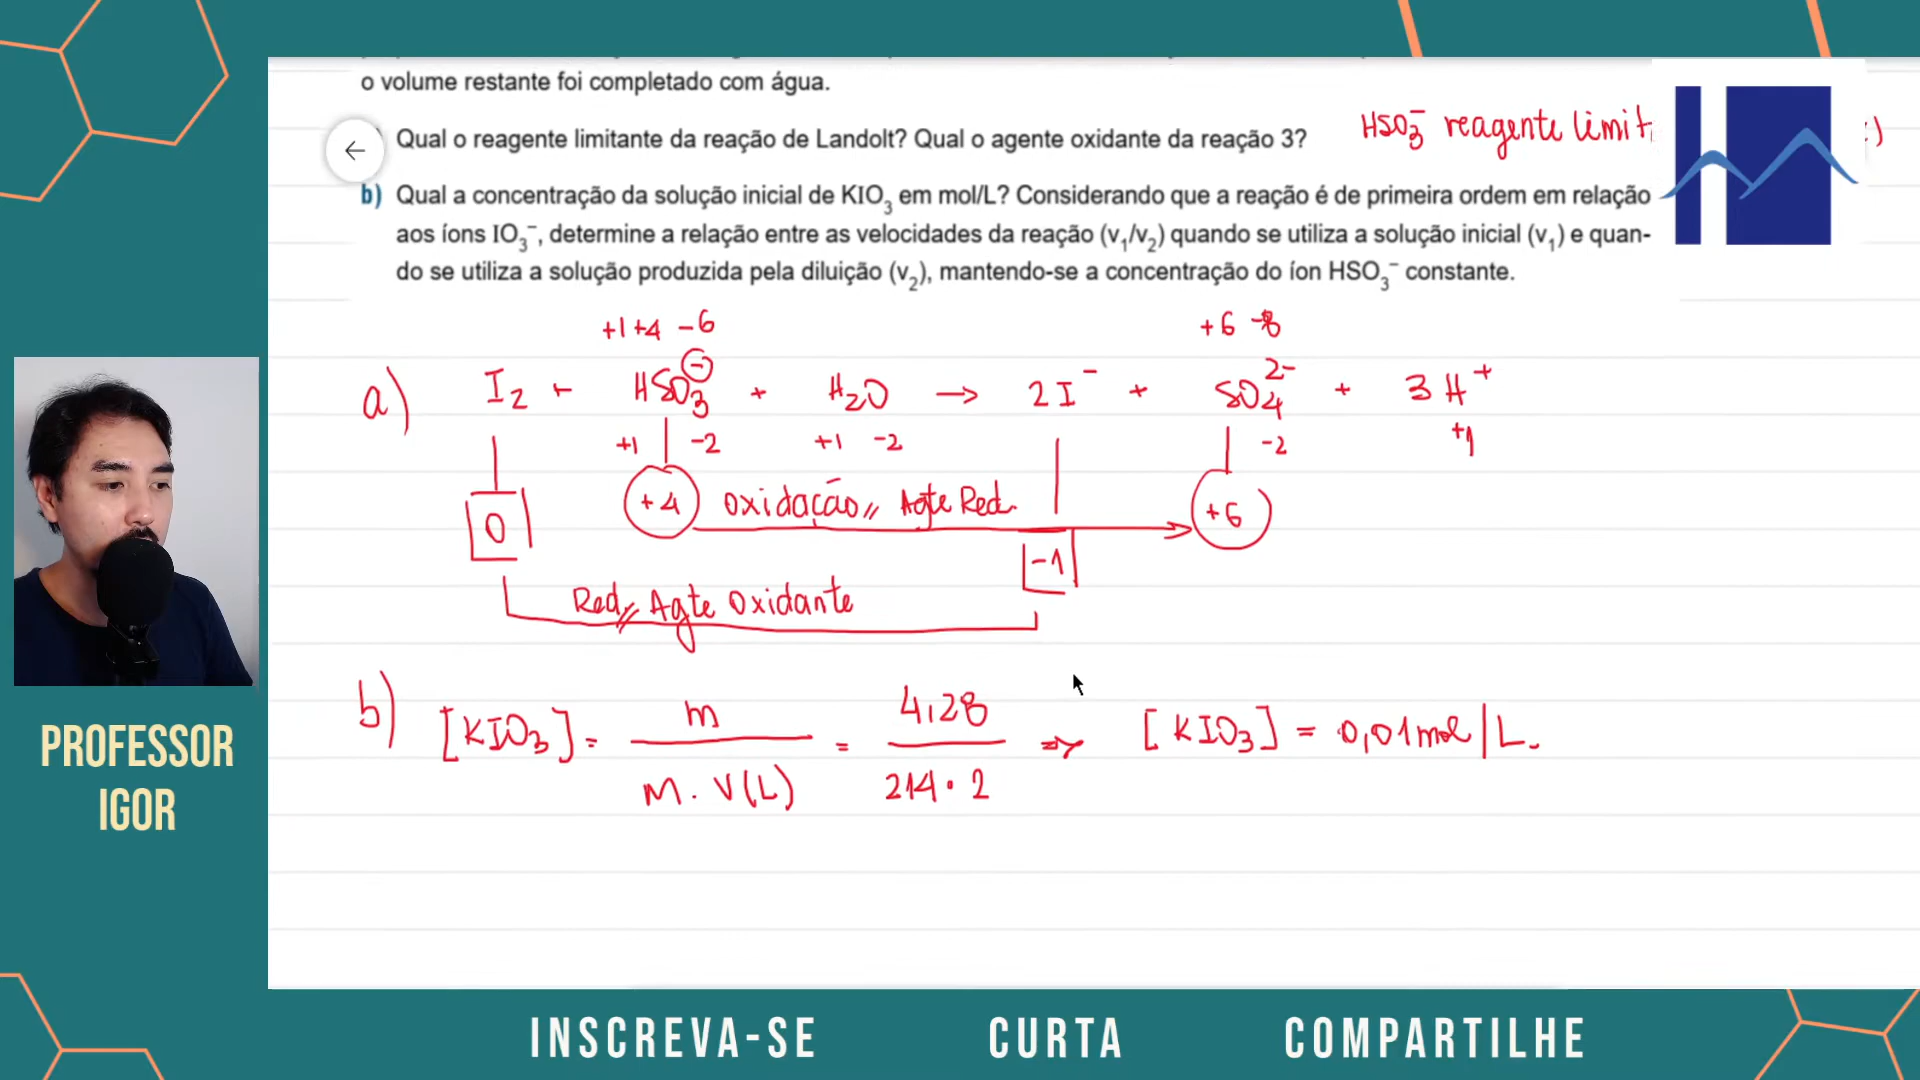 o volume restante foi completado com água.
HSO3⁻ reagente limit
Qual o reagente limitante da reação de Landolt? Qual o agente oxidante da reação 3?
b) Qual a concentração da solução inicial de KIO3 em mol/L? Considerando que a reação é de primeira ordem em relação
aos íons IO3⁻, determine a relação entre as velocidades da reação (v1/v2) quando se utiliza a solução inicial (v1) e quan-
do se utiliza a solução produzida pela diluição (v2), mantendo-se a concentração do íon HSO3⁻ constante.
+1 +4 -6 +6 -8
a) I2 + HSO3⁻ + H2O → 2I⁻ + SO4²⁻ + 3H⁺
+1 -2 +1 -2 -2 +1
0 +4 oxidação// Agte Red. +6
-1
Red// Agte Oxidante
b) [KIO3] = m / M . V(L) = 4,28 / 214 . 2 ⇒ [KIO3] = 0,01 mol/L.
PROFESSOR
IGOR
INSCREVA-SE CURTA COMPARTILHE